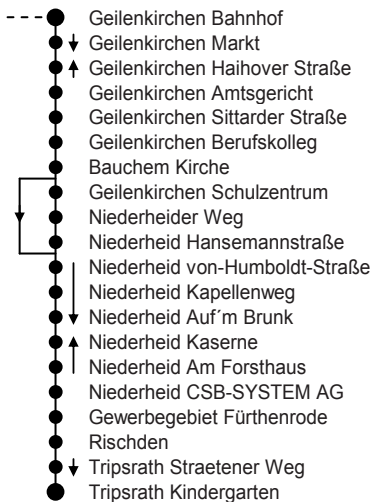 Geilenkirchen Bahnhof
Geilenkirchen Markt
Geilenkirchen Haihover Straße
Geilenkirchen Amtsgericht
Geilenkirchen Sittarder Straße
Geilenkirchen Berufskolleg
Bauchem Kirche
Geilenkirchen Schulzentrum
Niederheider Weg
Niederheid Hansemannstraße
Niederheid von-Humboldt-Straße
Niederheid Kapellenweg
Niederheid Auf´m Brunk
Niederheid Kaserne
Niederheid Am Forsthaus
Niederheid CSB-SYSTEM AG
Gewerbegebiet Fürthenrode
Rischden
Tripsrath Straetener Weg
Tripsrath Kindergarten